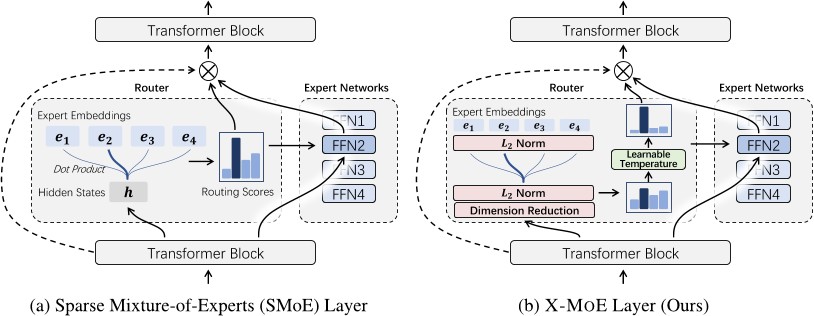 Transformer Block
Router
Expert Networks
Expert Embeddings
e1 e2 e3 e4
Dot Product
Hidden States
h
Routing Scores
FFN1
FFN2
FFN3
FFN4
Transformer Block
(a) Sparse Mixture-of-Experts (SMoE) Layer
Transformer Block
Router
Expert Networks
Expert Embeddings
e1 e2 e3 e4
L2 Norm
L2 Norm
Dimension Reduction
Learnable
Temperature
FFN1
FFN2
FFN3
FFN4
Transformer Block
(b) X-MOE Layer (Ours)